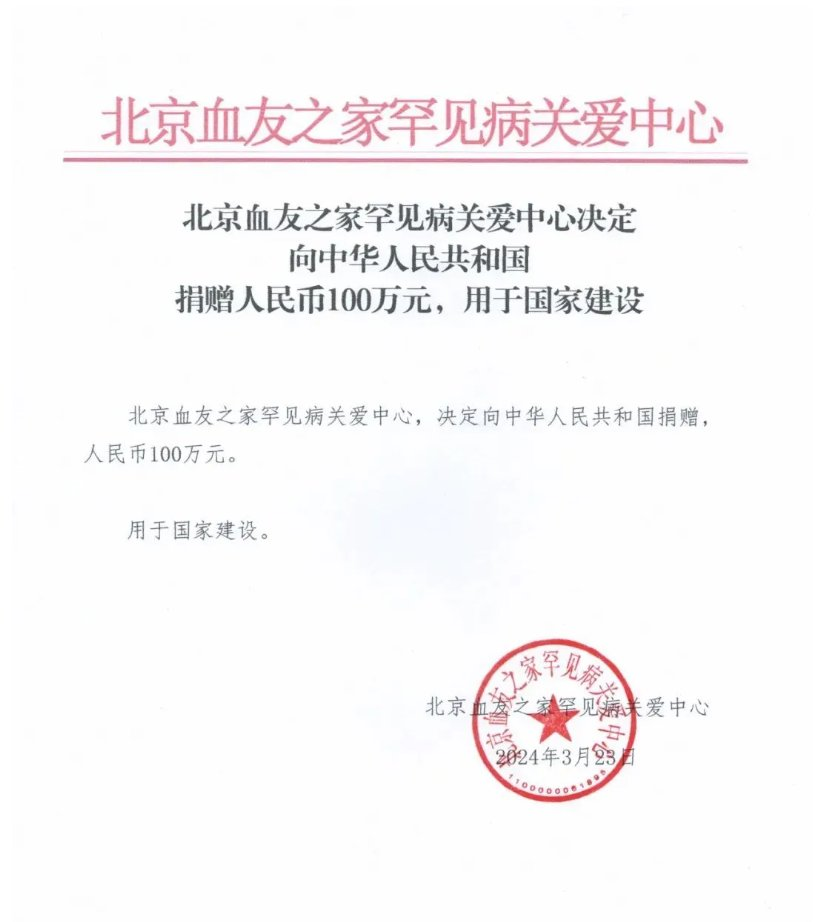 北京血友之家罕见病关爱中心
北京血友之家罕见病关爱中心决定
向中华人民共和国
捐赠人民币100万元，用于国家建设
北京血友之家罕见病关爱中心，决定向中华人民共和国捐赠，
人民币100万元。
用于国家建设。
北京血友之家罕见病关爱中心
北京血友之家罕见病关爱中心
2024年3月23日